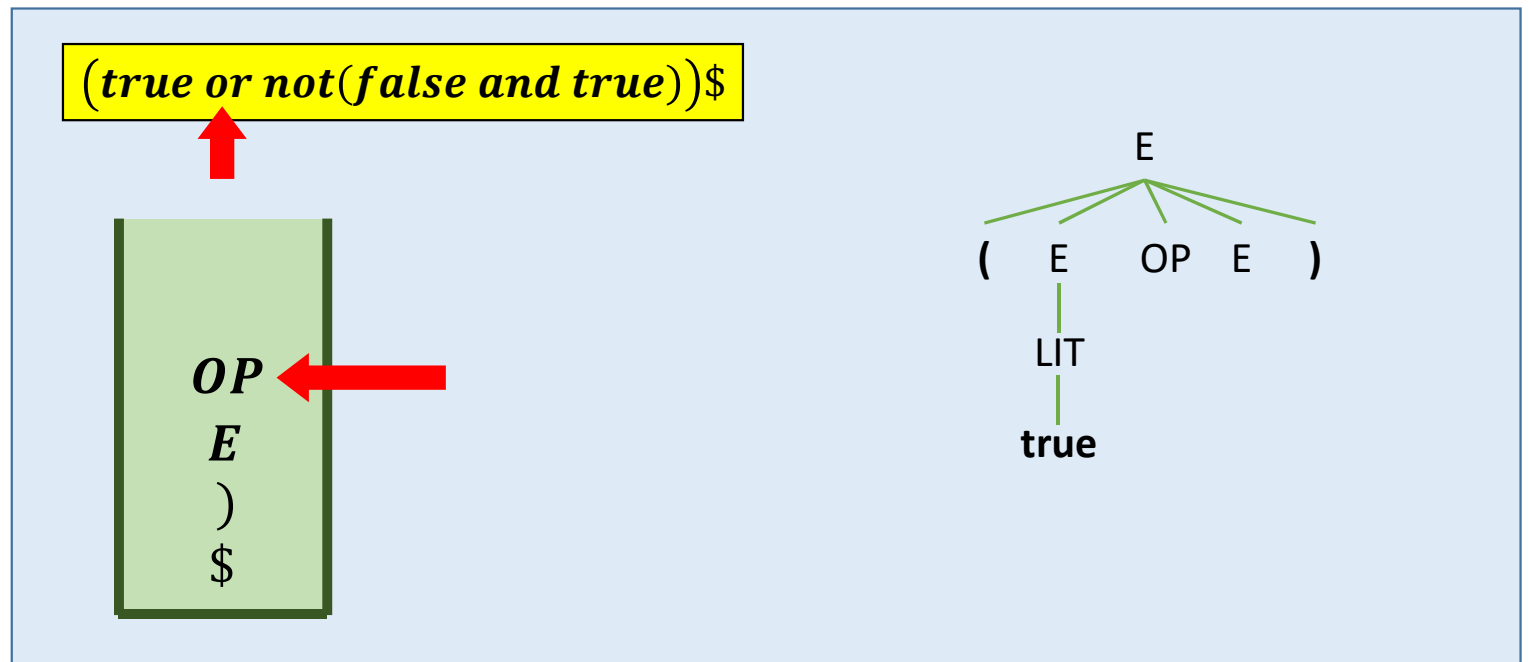 (true or not(false and true))$
OP
E
)
$
E
( E OP E )
LIT
true